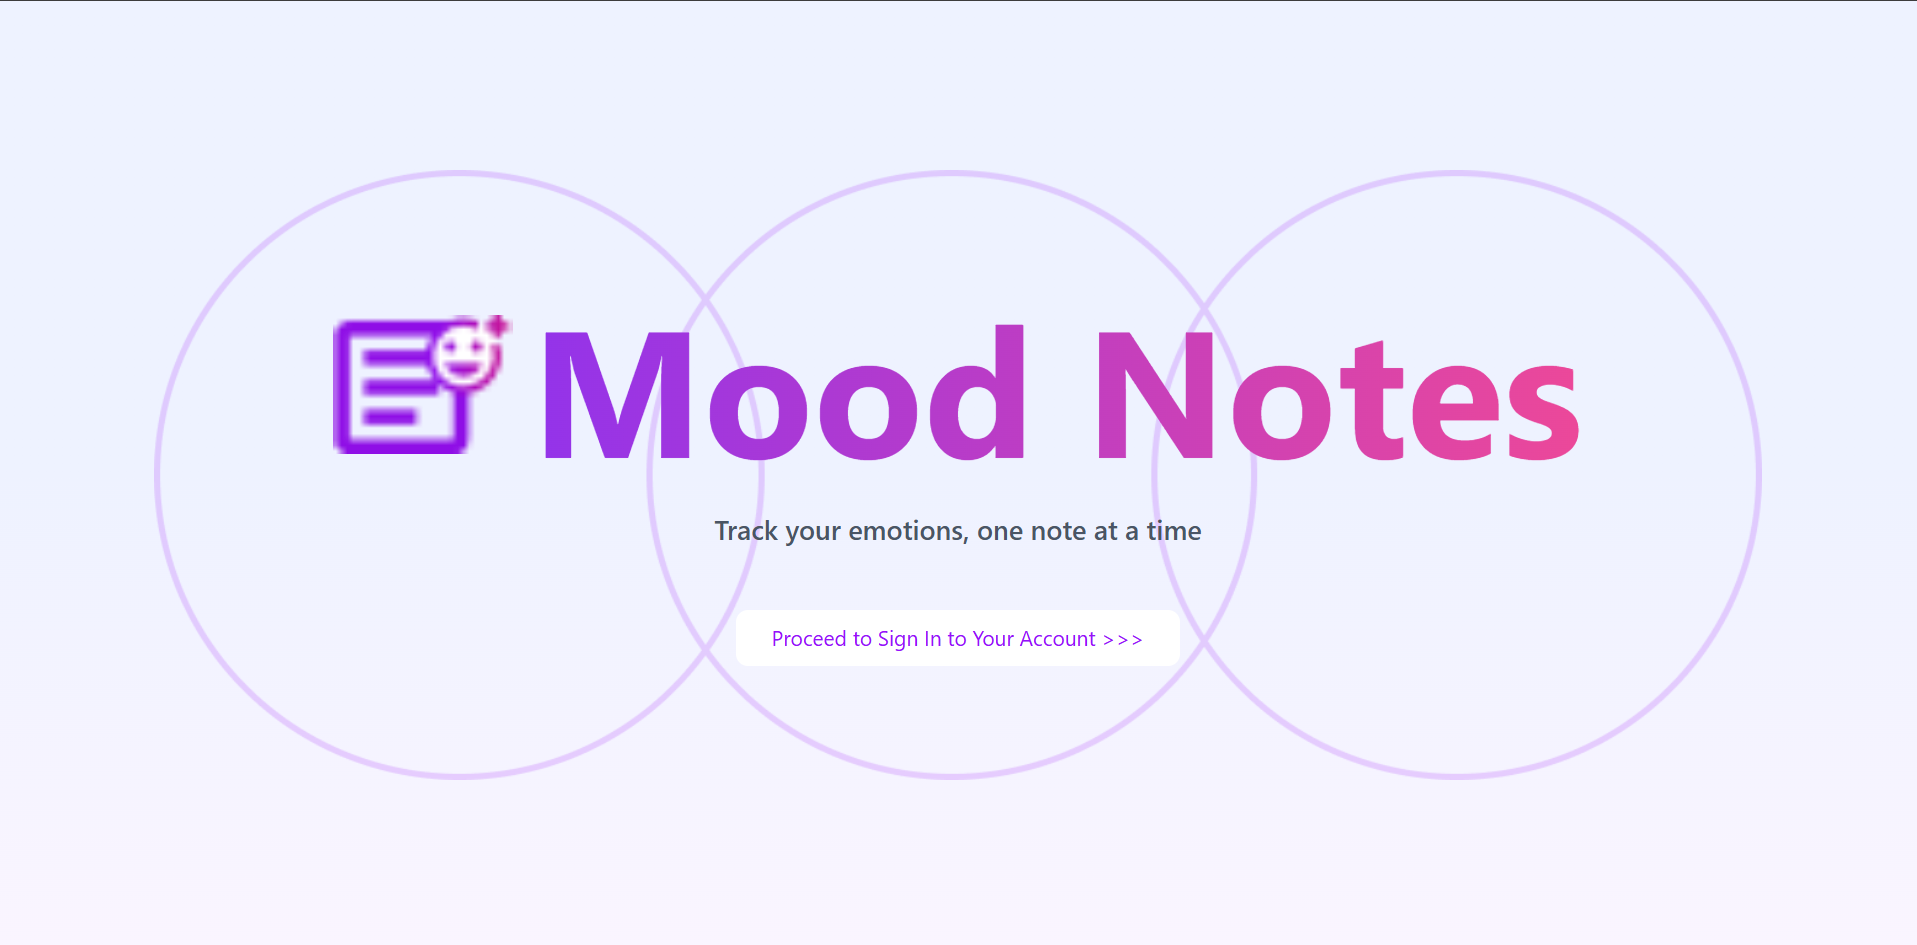 Mood Notes
Track your emotions, one note at a time
Proceed to Sign In to Your Account >>>